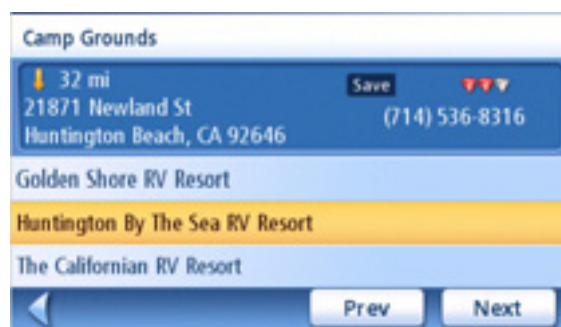 Camp Grounds
32 mi
Save
21871 Newland St
(714) 536-8316
Huntington Beach, CA 92646
Golden Shore RV Resort
Huntington By The Sea RV Resort
The Californian RV Resort
Prev
Next